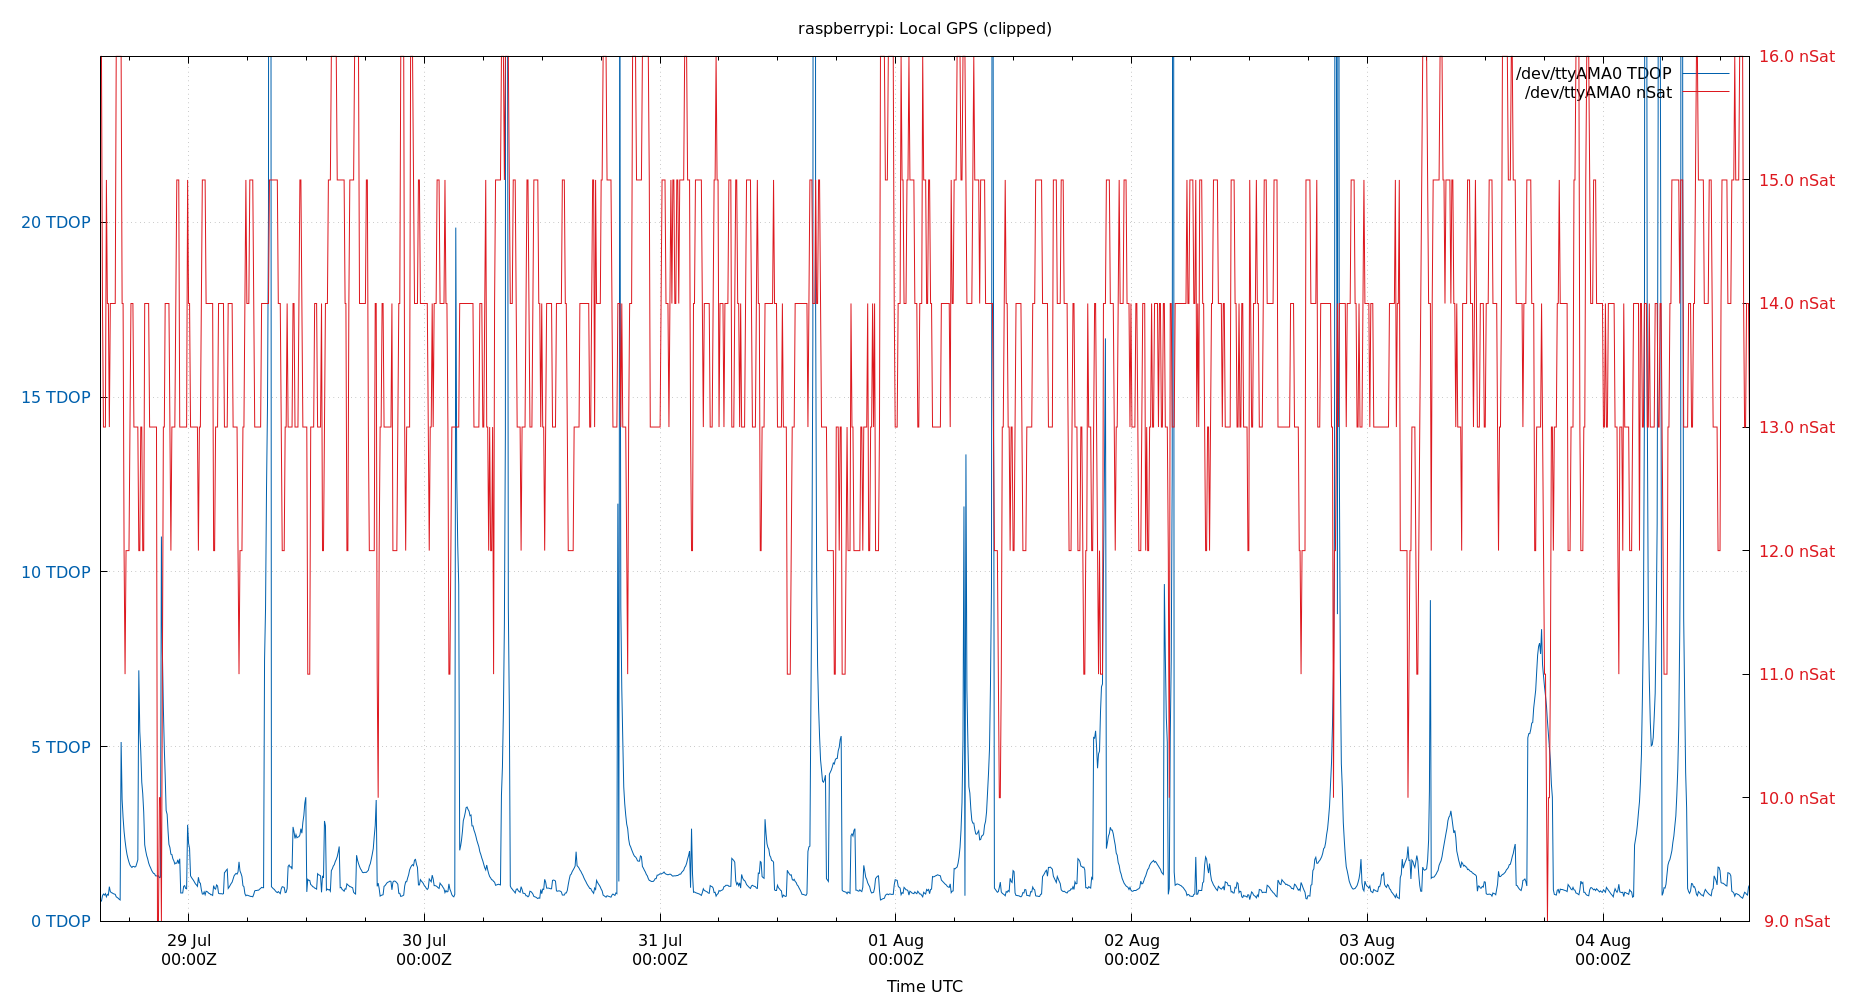 raspberrypi: Local GPS (clipped)
/dev/ttyAMA0 TDOP
/dev/ttyAMA0 nSat
20 TDOP
15 TDOP
10 TDOP
5 TDOP
0 TDOP
16.0 nSat
15.0 nSat
14.0 nSat
13.0 nSat
12.0 nSat
11.0 nSat
10.0 nSat
9.0 nSat
29 Jul
00:00Z
30 Jul
00:00Z
31 Jul
00:00Z
01 Aug
00:00Z
02 Aug
00:00Z
03 Aug
00:00Z
04 Aug
00:00Z
Time UTC